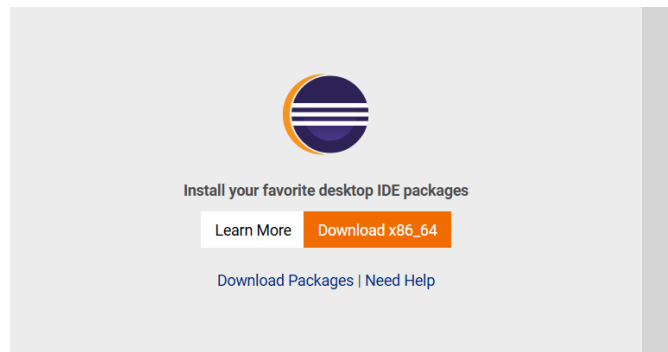 Install your favorite desktop IDE packages
Learn More Download x86_64
Download Packages | Need Help